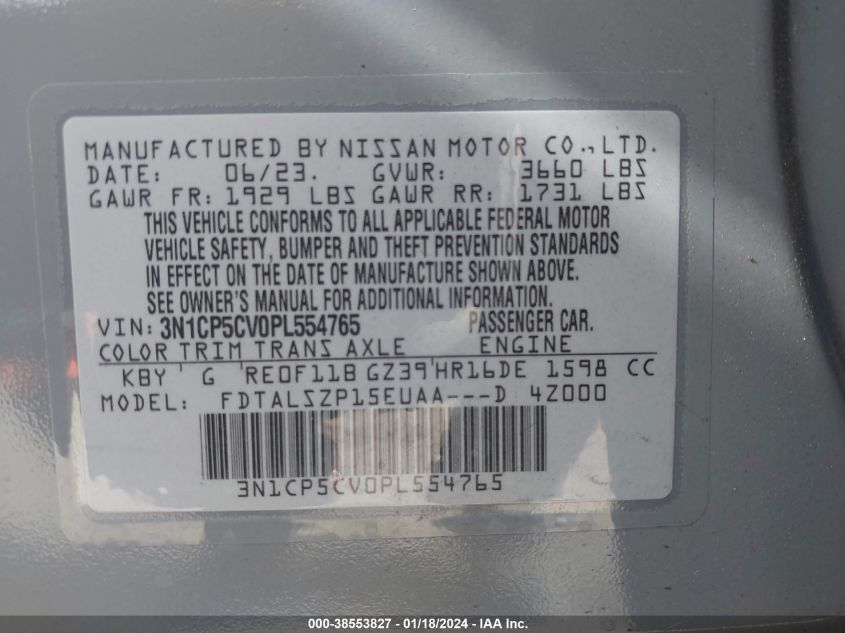 MANUFACTURED BY NISSAN MOTOR CO.,LTD.
DATE: 06/23. GVWR: 3660 LBS
GAWR FR: 1929 LBS GAWR RR: 1731 LBS
THIS VEHICLE CONFORMS TO ALL APPLICABLE FEDERAL MOTOR
VEHICLE SAFETY, BUMPER AND THEFT PREVENTION STANDARDS
IN EFFECT ON THE DATE OF MANUFACTURE SHOWN ABOVE.
SEE OWNER'S MANUAL FOR ADDITIONAL INFORMATION.
VIN: 3N1CP5CV0PL554765 PASSENGER CAR.
COLOR TRIM TRANS AXLE ENGINE
KBY G RE0F11B GZ39 HR16DE 1598 CC
MODEL: FDTALSZP15EUAA---D 4Z000
3N1CP5CV0PL554765
000-38553827 - 01/18/2024 - IAA Inc.